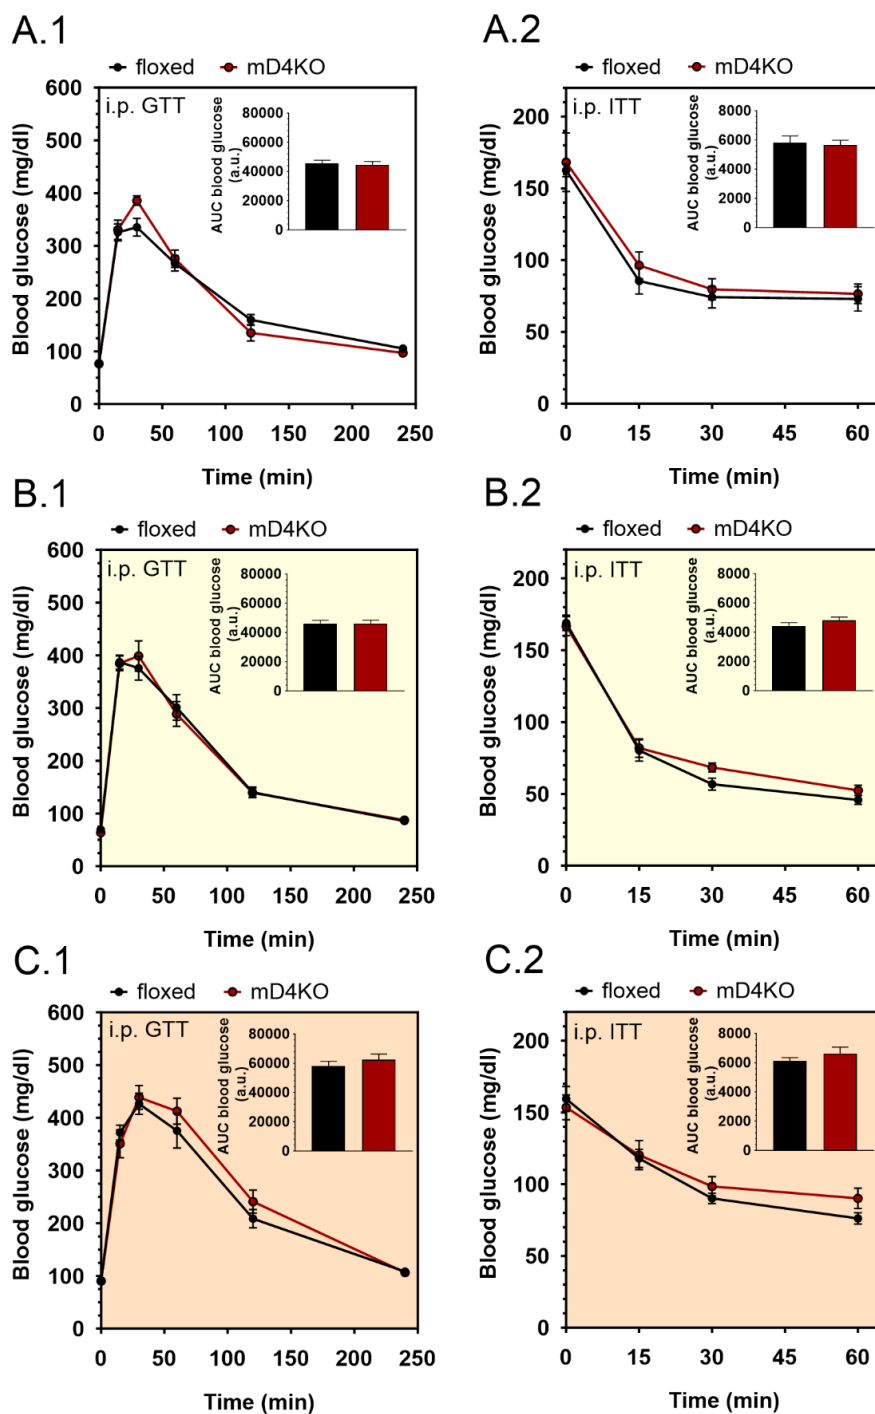 A.1
floxed mD4KO
i.p. GTT
Blood glucose (mg/dl)
600
500
400
300
200
100
0
0 50 100 150 200 250
Time (min)
AUC blood glucose
(a.u.)
80000
60000
40000
20000
0
A.2
floxed mD4KO
i.p. ITT
Blood glucose (mg/dl)
200
150
100
50
0
0 15 30 45 60
Time (min)
AUC blood glucose
(a.u.)
8000
6000
4000
2000
0
B.1
floxed mD4KO
i.p. GTT
Blood glucose (mg/dl)
600
500
400
300
200
100
0
0 50 100 150 200 250
Time (min)
AUC blood glucose
(a.u.)
80000
60000
40000
20000
0
B.2
floxed mD4KO
i.p. ITT
Blood glucose (mg/dl)
200
150
100
50
0
0 15 30 45 60
Time (min)
AUC blood glucose
(a.u.)
8000
6000
4000
2000
0
C.1
floxed mD4KO
i.p. GTT
Blood glucose (mg/dl)
600
500
400
300
200
100
0
0 50 100 150 200 250
Time (min)
AUC blood glucose
(a.u.)
80000
60000
40000
20000
0
C.2
floxed mD4KO
i.p. ITT
Blood glucose (mg/dl)
200
150
100
50
0
0 15 30 45 60
Time (min)
AUC blood glucose
(a.u.)
8000
6000
4000
2000
0